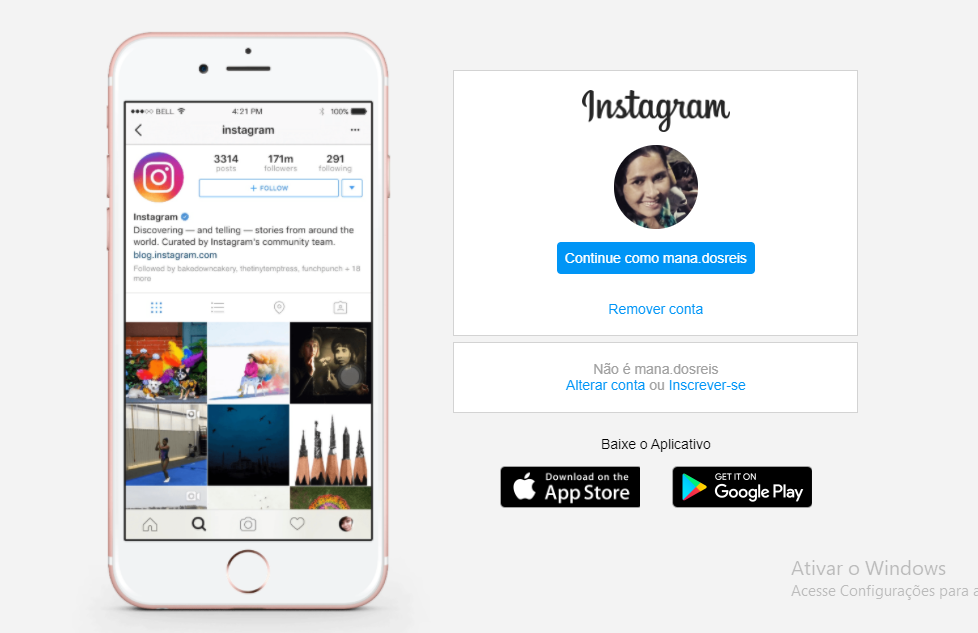 BELL
4:21 PM
100%
instagram
3314
posts
171m
followers
291
following
+ FOLLOW
Instagram
Discovering — and telling — stories from around the
world. Curated by Instagram's community team.
blog.instagram.com
Followed by bakedowncakery, thetinytemptress, funchpunch + 18
more
Instagram
Continue como mana.dosreis
Remover conta
Não é mana.dosreis
Alterar conta ou Inscrever-se
Baixe o Aplicativo
Download on the
App Store
GET IT ON
Google Play
Ativar o Windows
Acesse Configurações para a